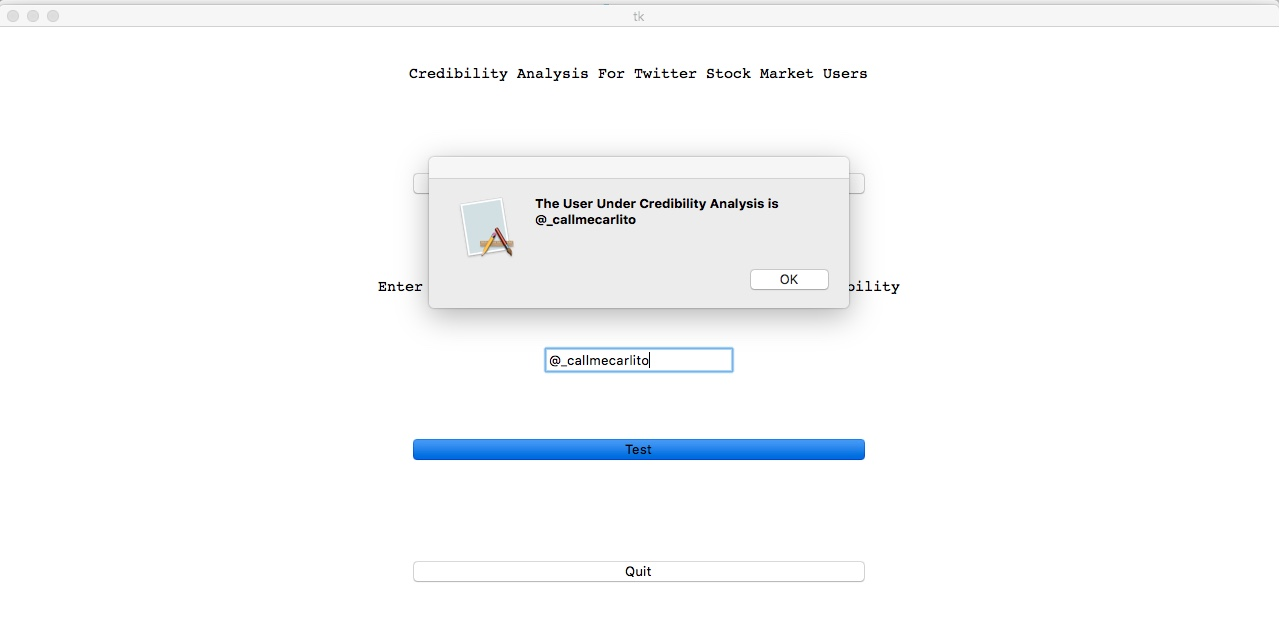 tk
Credibility Analysis For Twitter Stock Market Users
The User Under Credibility Analysis is
@_callmecarlito
OK
Enter
@_callmecarlito
Test
Quit